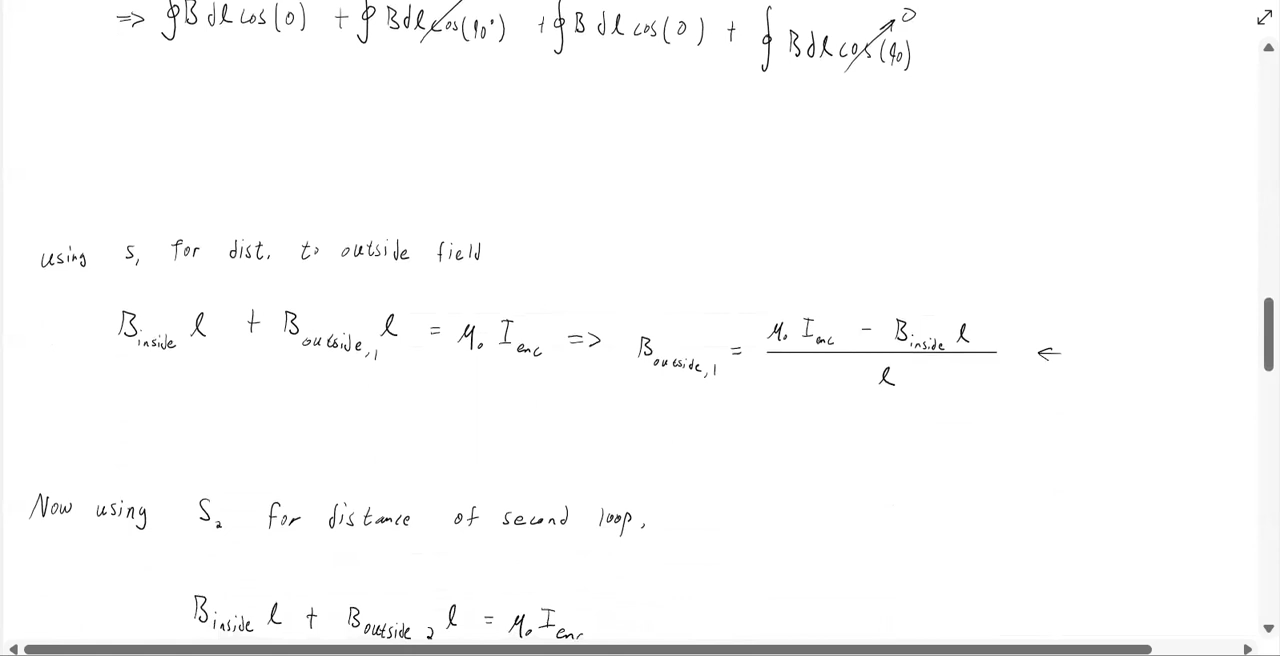 => ∮B dl cos(0) + ∮ B dl cos(90°) + ∮ B dl cos(0) + ∮ B dl cos(90) 0
using S₁ for dist. to outside field
B_inside l + B_outside,1 l = μ₀ I_enc => B_outside,1 = (μ₀ I_enc - B_inside l) / l ←
Now using S₂ for distance of second loop,
B_inside l + B_outside 2 l = μ₀ I_enc